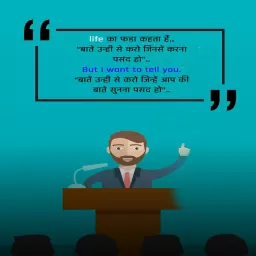 life का फंडा कहता हैं..
"बातें उन्हीं से करो जिनसें करना
पसंद हो"..
But I want to tell you.
"बातें उन्हीं से करो जिन्हें आप की
बातें सुनना पसंद हो"..